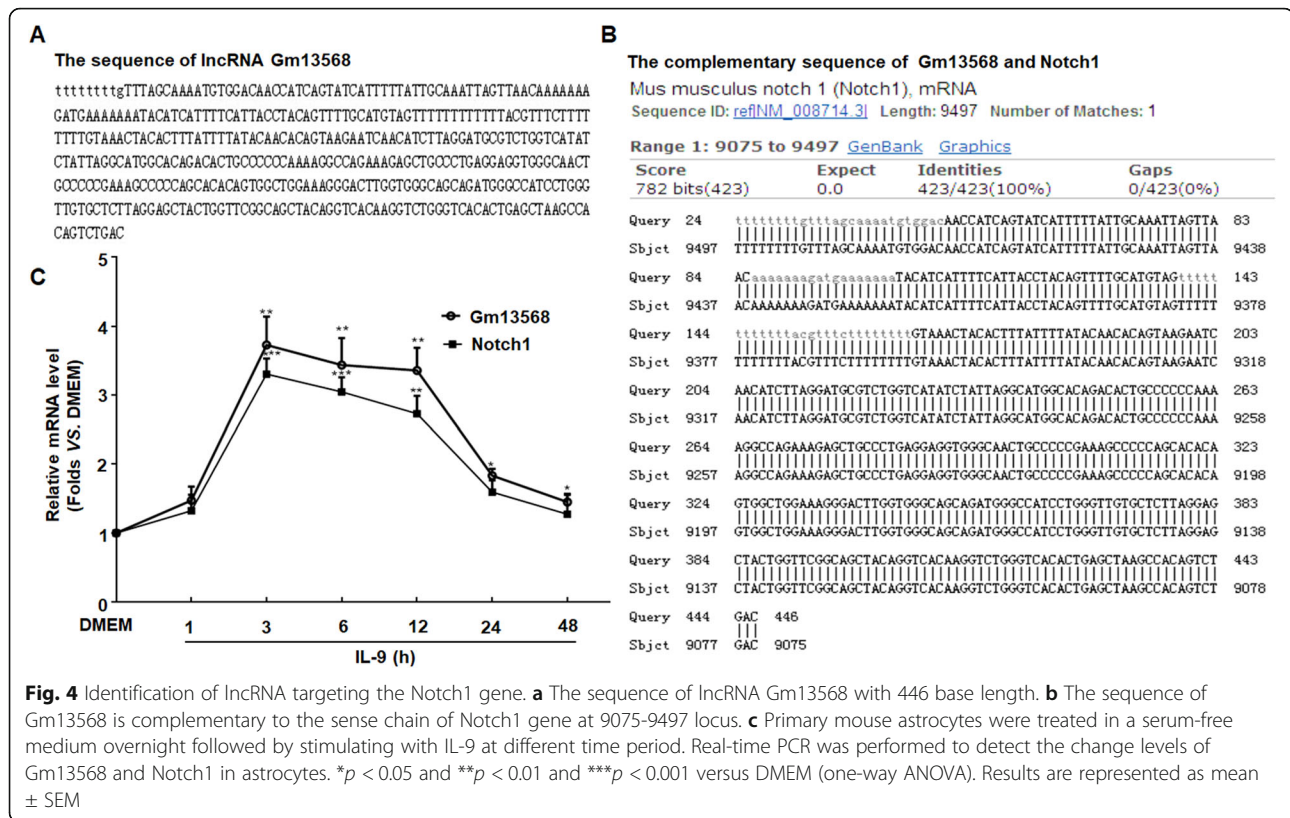 A
The sequence of lncRNA Gm13568
ttttttttgTTTAGCAAAATGTGGACAACCATCAGTATCATTTTTATTGCAAATTAGTTAACAAAAAAA
GATGAAAAAAATACATCATTTTCATTACCTACAGTTTTGCATGTAGTTTTTTTTTTTTACGTTTCTTTTT
TTTTGTAAACTACACTTTATTTTATACAACACAGTAAGAATCAACATCTTAGGATGCGTCTGGTCATAT
CTATTAGGCATGGCACAGACACTGCCCCCCAAAAGGCCAGAAAGAGCTGCCCTGAGGAGGTGGGCAACT
GCCCCCGAAAGCCCCCAGCACACAGTGGCTGGAAAGGGACTTGGTGGGCAGCAGATGGGCCATCCTGGG
TTGTGCTCTTAGGAGCTACTGGTTCGGCAGCTACAGGTCACAAGGTCTGGGTCACACTGAGCTAAGCCA
CAGTCTGAC
B
The complementary sequence of Gm13568 and Notch1
Mus musculus notch 1 (Notch1), mRNA
Sequence ID: ref|NM_008714.3| Length: 9497 Number of Matches: 1
Range 1: 9075 to 9497 GenBank Graphics
Score Expect Identities Gaps
782 bits(423) 0.0 423/423(100%) 0/423(0%)
Query 24 ttttttttgtttagcaaaatgtggacAACCATCAGTATCATTTTTATTGCAAATTAGTTA 83
Sbjct 9497 TTTTTTTTGTTTAGCAAAATGTGGACAACCATCAGTATCATTTTTATTGCAAATTAGTTA 9438
Query 84 ACaaaaaaagatgaaaaaaaTACATCATTTTCATTACCTACAGTTTTGCATGTAGttttt 143
Sbjct 9437 ACAAAAAAAGATGAAAAAAATACATCATTTTCATTACCTACAGTTTTGCATGTAGTTTTT 9378
Query 144 tttttttacgtttctttttttttGTAAACTACACTTTATTTTATACAACACAGTAAGAATC 203
Sbjct 9377 TTTTTTTACGTTTCTTTTTTTTTGTAAACTACACTTTATTTTATACAACACAGTAAGAATC 9318
Query 204 AACATCTTAGGATGCGTCTGGTCATATCTATTAGGCATGGCACAGACACTGCCCCCCAAA 263
Sbjct 9317 AACATCTTAGGATGCGTCTGGTCATATCTATTAGGCATGGCACAGACACTGCCCCCCAAA 9258
Query 264 AGGCCAGAAAGAGCTGCCCTGAGGAGGTGGGCAACTGCCCCCGAAAGCCCCCAGCACACA 323
Sbjct 9257 AGGCCAGAAAGAGCTGCCCTGAGGAGGTGGGCAACTGCCCCCGAAAGCCCCCAGCACACA 9198
Query 324 GTGGCTGGAAAGGGACTTGGTGGGCAGCAGATGGGCCATCCTGGGTTGTGCTCTTAGGAG 383
Sbjct 9197 GTGGCTGGAAAGGGACTTGGTGGGCAGCAGATGGGCCATCCTGGGTTGTGCTCTTAGGAG 9138
Query 384 CTACTGGTTCGGCAGCTACAGGTCACAAGGTCTGGGTCACACTGAGCTAAGCCACAGTCT 443
Sbjct 9137 CTACTGGTTCGGCAGCTACAGGTCACAAGGTCTGGGTCACACTGAGCTAAGCCACAGTCT 9078
Query 444 GAC 446
Sbjct 9077 GAC 9075
C
Relative mRNA level
(Folds VS. DMEM)
5
4
3
2
1
0
** ** **
*** *** **
* *
Gm13568
Notch1
DMEM 1 3 6 12 24 48
IL-9 (h)
Fig. 4 Identification of lncRNA targeting the Notch1 gene. a The sequence of lncRNA Gm13568 with 446 base length. b The sequence of
Gm13568 is complementary to the sense chain of Notch1 gene at 9075-9497 locus. c Primary mouse astrocytes were treated in a serum-free
medium overnight followed by stimulating with IL-9 at different time period. Real-time PCR was performed to detect the change levels of
Gm13568 and Notch1 in astrocytes. *p < 0.05 and **p < 0.01 and ***p < 0.001 versus DMEM (one-way ANOVA). Results are represented as mean
± SEM